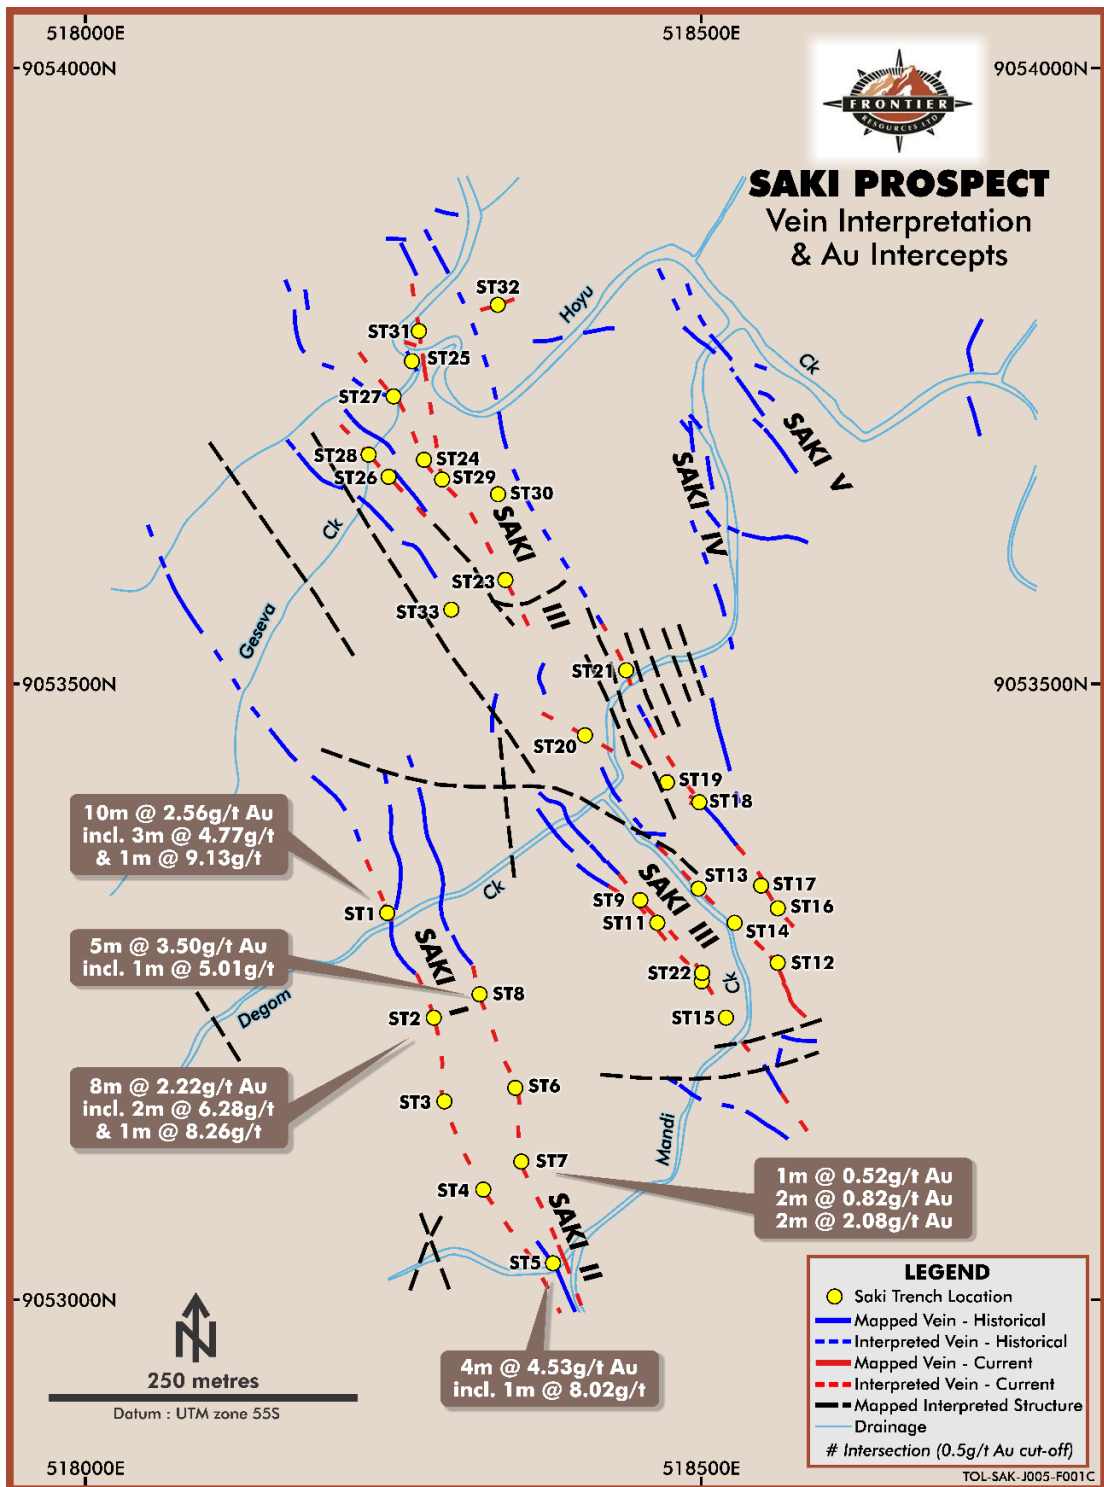 518000E
518500E
9054000N
9054000N
FRONTIER
RESOURCES LTD
SAKI PROSPECT
Vein Interpretation
& Au Intercepts
ST32
Hoyu
ST31
ST25
Ck
ST27
SAKI V
ST28
ST24
ST26
ST29
ST30
SAKI IV
Ck
SAKI
III
ST23
ST33
Geseva
ST21
9053500N
9053500N
ST20
ST19
ST18
10m @ 2.56g/t Au
incl. 3m @ 4.77g/t
& 1m @ 9.13g/t
Ck
ST13
ST17
ST9
ST16
ST1
ST11
SAKI III
ST14
SAKI
5m @ 3.50g/t Au
incl. 1m @ 5.01g/t
ST12
ST22
Ck
ST8
Degom
ST2
ST15
8m @ 2.22g/t Au
incl. 2m @ 6.28g/t
& 1m @ 8.26g/t
ST6
ST3
Mandi
ST7
1m @ 0.52g/t Au
2m @ 0.82g/t Au
2m @ 2.08g/t Au
ST4
SAKI II
ST5
9053000N
N
250 metres
Datum : UTM zone 55S
4m @ 4.53g/t Au
incl. 1m @ 8.02g/t
LEGEND
Saki Trench Location
Mapped Vein - Historical
Interpreted Vein - Historical
Mapped Vein - Current
Interpreted Vein - Current
Mapped Interpreted Structure
Drainage
# Intersection (0.5g/t Au cut-off)
518000E
518500E
TOL-SAK-J005-F001C